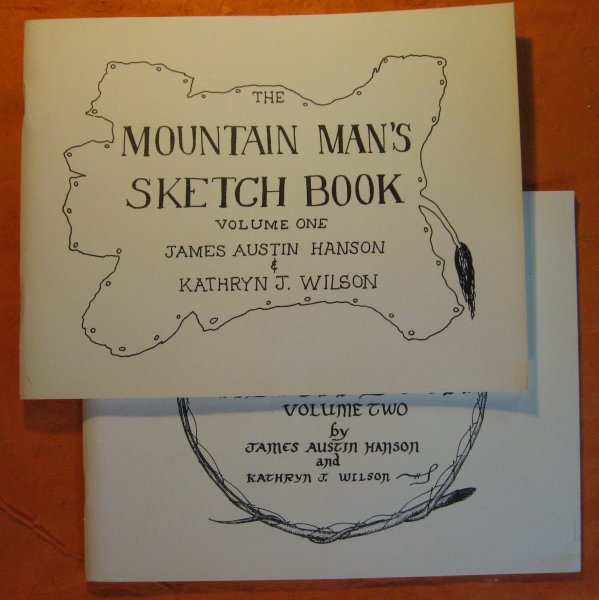 THE
MOUNTAIN MAN'S
SKETCH BOOK
VOLUME ONE
JAMES AUSTIN HANSON
&
KATHRYN J. WILSON
VOLUME TWO
by
JAMES AUSTIN HANSON
and
KATHRYN J. WILSON